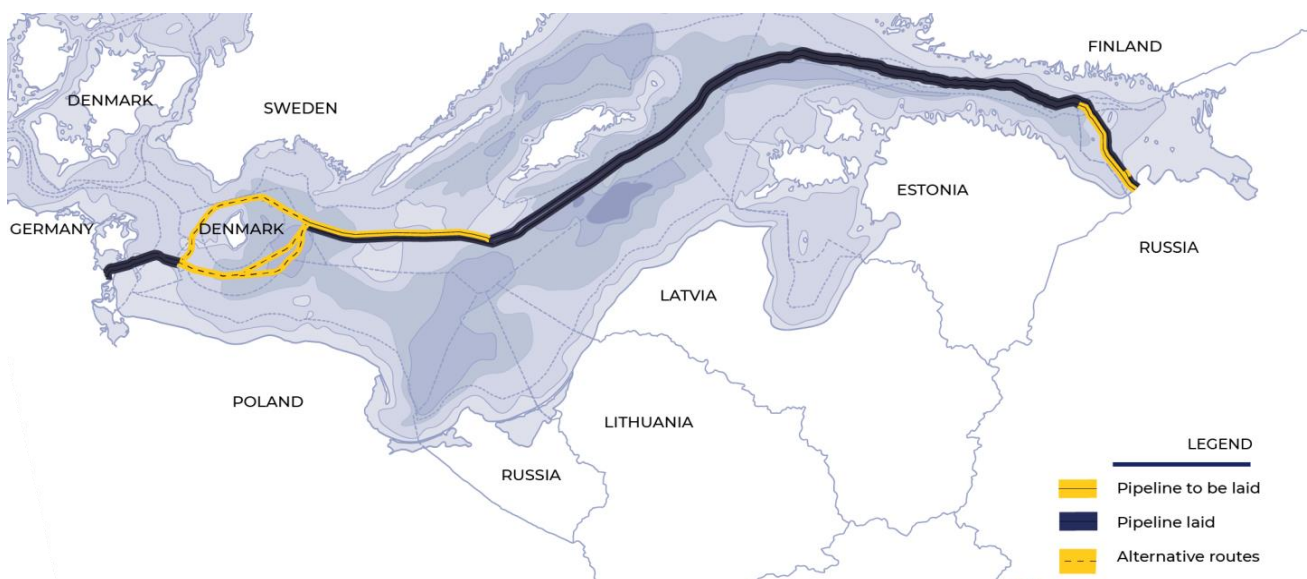 FINLAND
DENMARK
SWEDEN
ESTONIA
GERMANY
DENMARK
RUSSIA
LATVIA
POLAND
LITHUANIA
RUSSIA
LEGEND
Pipeline to be laid
Pipeline laid
Alternative routes